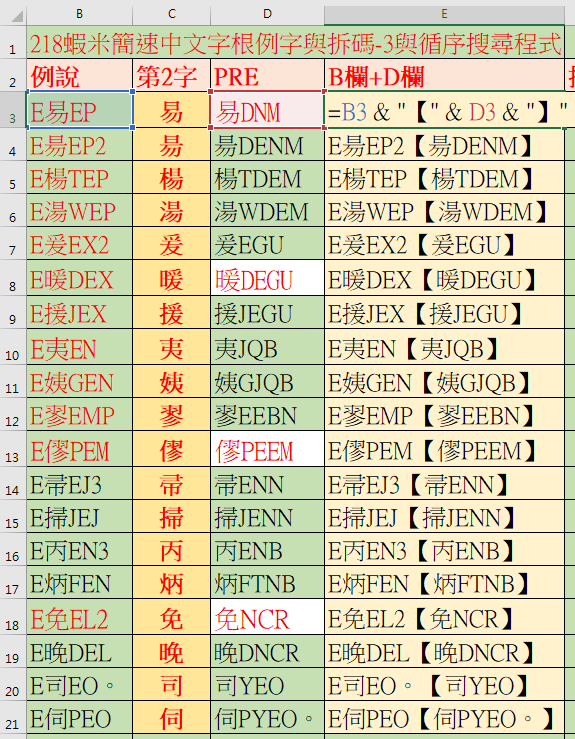 B C D E
1 218蝦米簡速中文字根例字與拆碼-3與循序搜尋程式
2 例說 第2字 PRE B欄+D欄
3 E易EP 易 易DNM =B3 & "【" & D3 & "】"
4 E昜EP2 昜 昜DENM E昜EP2【昜DENM】
5 E楊TEP 楊 楊TDEM E楊TEP【楊TDEM】
6 E湯WEP 湯 湯WDEM E湯WEP【湯WDEM】
7 E爰EX2 爰 爰EGU E爰EX2【爰EGU】
8 E暖DEX 暖 暖DEGU E暖DEX【暖DEGU】
9 E援JEX 援 援JEGU E援JEX【援JEGU】
10 E夷EN 夷 夷JQB E夷EN【夷JQB】
11 E姨GEN 姨 姨GJQB E姨GEN【姨GJQB】
12 E翏EMP 翏 翏EEBN E翏EMP【翏EEBN】
13 E僇PEM 僇 僇PEEM E僇PEM【僇PEEM】
14 E帚EJ3 帚 帚ENN E帚EJ3【帚ENN】
15 E掃JEJ 掃 掃JENN E掃JEJ【掃JENN】
16 E丙EN3 丙 丙ENB E丙EN3【丙ENB】
17 E炳FEN 炳 炳FTNB E炳FEN【炳FTNB】
18 E免EL2 免 免NCR E免EL2【免NCR】
19 E晚DEL 晚 晚DNCR E晚DEL【晚DNCR】
20 E司EO。 司 司YEO E司EO。【司YEO】
21 E伺PEO 伺 伺PYEO。 E伺PEO【伺PYEO。】